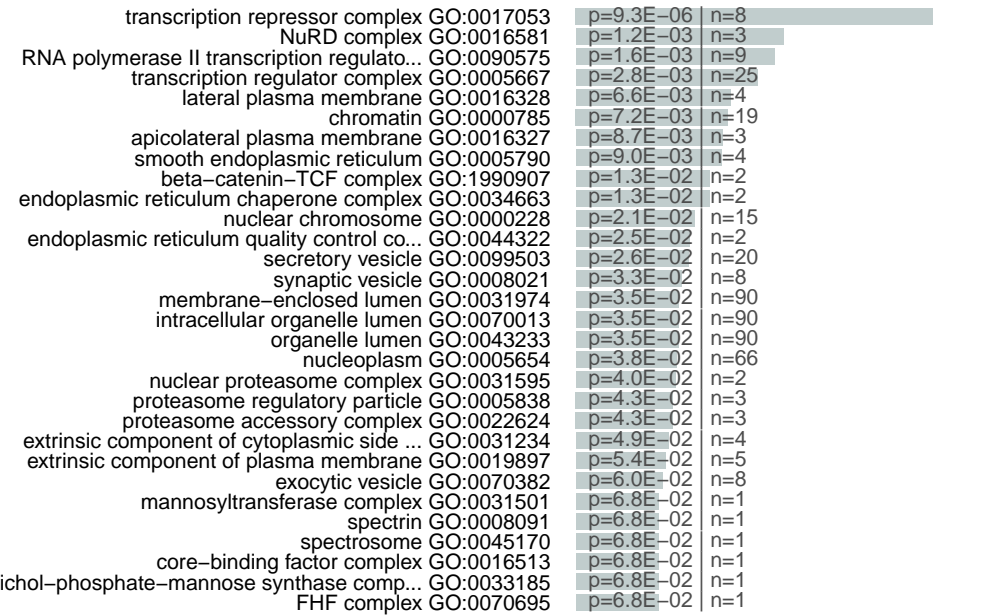 transcription repressor complex GO:0017053 p=9.3E−06 n=8
NuRD complex GO:0016581 p=1.2E−03 n=3
RNA polymerase II transcription regulato... GO:0090575 p=1.6E−03 n=9
transcription regulator complex GO:0005667 p=2.8E−03 n=25
lateral plasma membrane GO:0016328 p=6.6E−03 n=4
chromatin GO:0000785 p=7.2E−03 n=19
apicolateral plasma membrane GO:0016327 p=8.7E−03 n=3
smooth endoplasmic reticulum GO:0005790 p=9.0E−03 n=4
beta−catenin−TCF complex GO:1990907 p=1.3E−02 n=2
endoplasmic reticulum chaperone complex GO:0034663 p=1.3E−02 n=2
nuclear chromosome GO:0000228 p=2.1E−02 n=15
endoplasmic reticulum quality control co... GO:0044322 p=2.5E−02 n=2
secretory vesicle GO:0099503 p=2.6E−02 n=20
synaptic vesicle GO:0008021 p=3.3E−02 n=8
membrane−enclosed lumen GO:0031974 p=3.5E−02 n=90
intracellular organelle lumen GO:0070013 p=3.5E−02 n=90
organelle lumen GO:0043233 p=3.5E−02 n=90
nucleoplasm GO:0005654 p=3.8E−02 n=66
nuclear proteasome complex GO:0031595 p=4.0E−02 n=2
proteasome regulatory particle GO:0005838 p=4.3E−02 n=3
proteasome accessory complex GO:0022624 p=4.3E−02 n=3
extrinsic component of cytoplasmic side ... GO:0031234 p=4.9E−02 n=4
extrinsic component of plasma membrane GO:0019897 p=5.4E−02 n=5
exocytic vesicle GO:0070382 p=6.0E−02 n=8
mannosyltransferase complex GO:0031501 p=6.8E−02 n=1
spectrin GO:0008091 p=6.8E−02 n=1
spectrosome GO:0045170 p=6.8E−02 n=1
core−binding factor complex GO:0016513 p=6.8E−02 n=1
ichol−phosphate−mannose synthase comp... GO:0033185 p=6.8E−02 n=1
FHF complex GO:0070695 p=6.8E−02 n=1